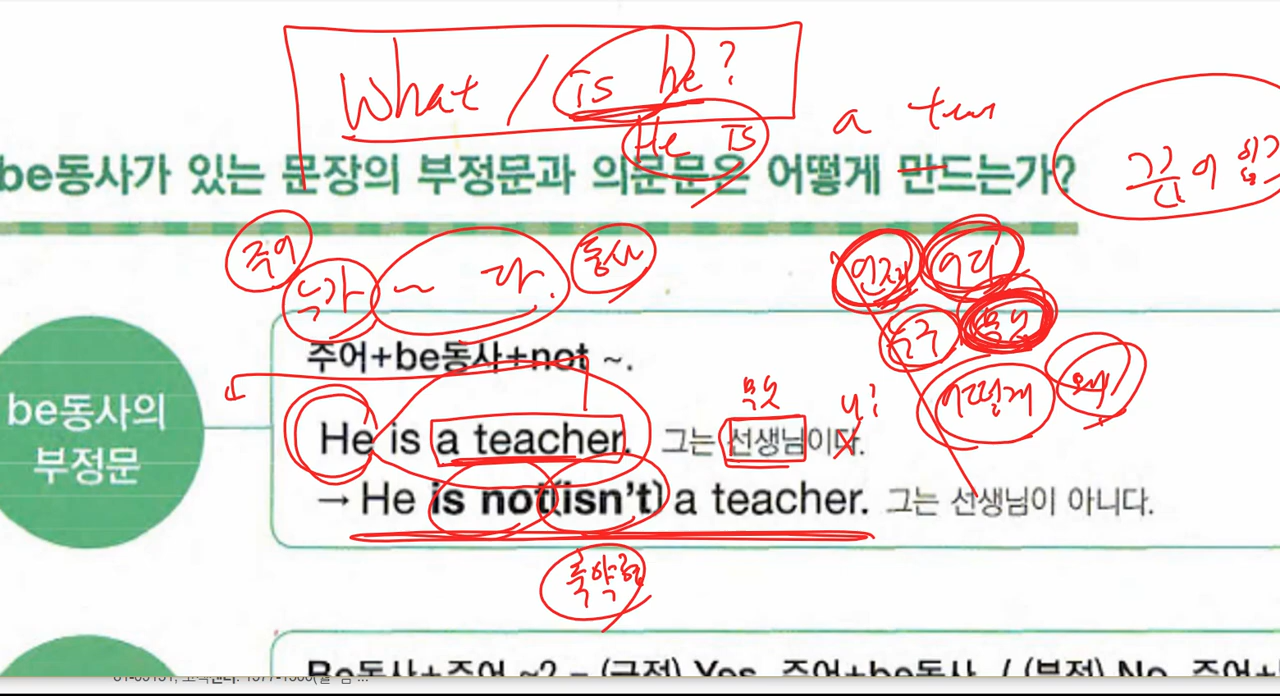 What / is he?
He is
a
be동사가 있는 문장의 부정문과 의문문은 어떻게 만드는가?
끈이
주어
누가 ~ 다.
동사
언제 어디
누구 무엇
어떻게 왜
be동사의
부정문
주어+be동사+not ~.
무엇
He is a teacher. 그는 선생님이다.
니?
→ He is not(isn't) a teacher. 그는 선생님이 아니다.
축약형
Be동사+주어 ~? – (긍정) Yes, 주어+be동사. / (부정) No, 주어+